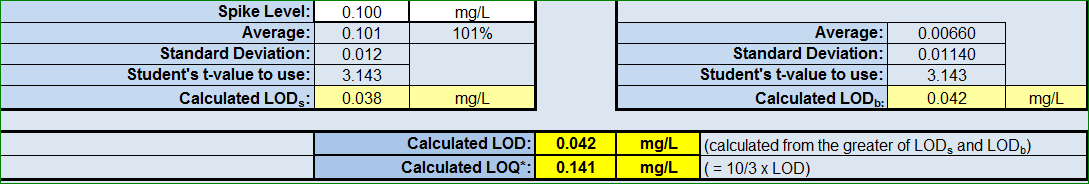 Spike Level: 0.100 mg/L
Average: 0.101 101% Average: 0.00660
Standard Deviation: 0.012 Standard Deviation: 0.01140
Student's t-value to use: 3.143 Student's t-value to use: 3.143
Calculated LODs: 0.038 mg/L Calculated LODb: 0.042 mg/L
Calculated LOD: 0.042 mg/L (calculated from the greater of LODs and LODb)
Calculated LOQ*: 0.141 mg/L ( = 10/3 x LOD)